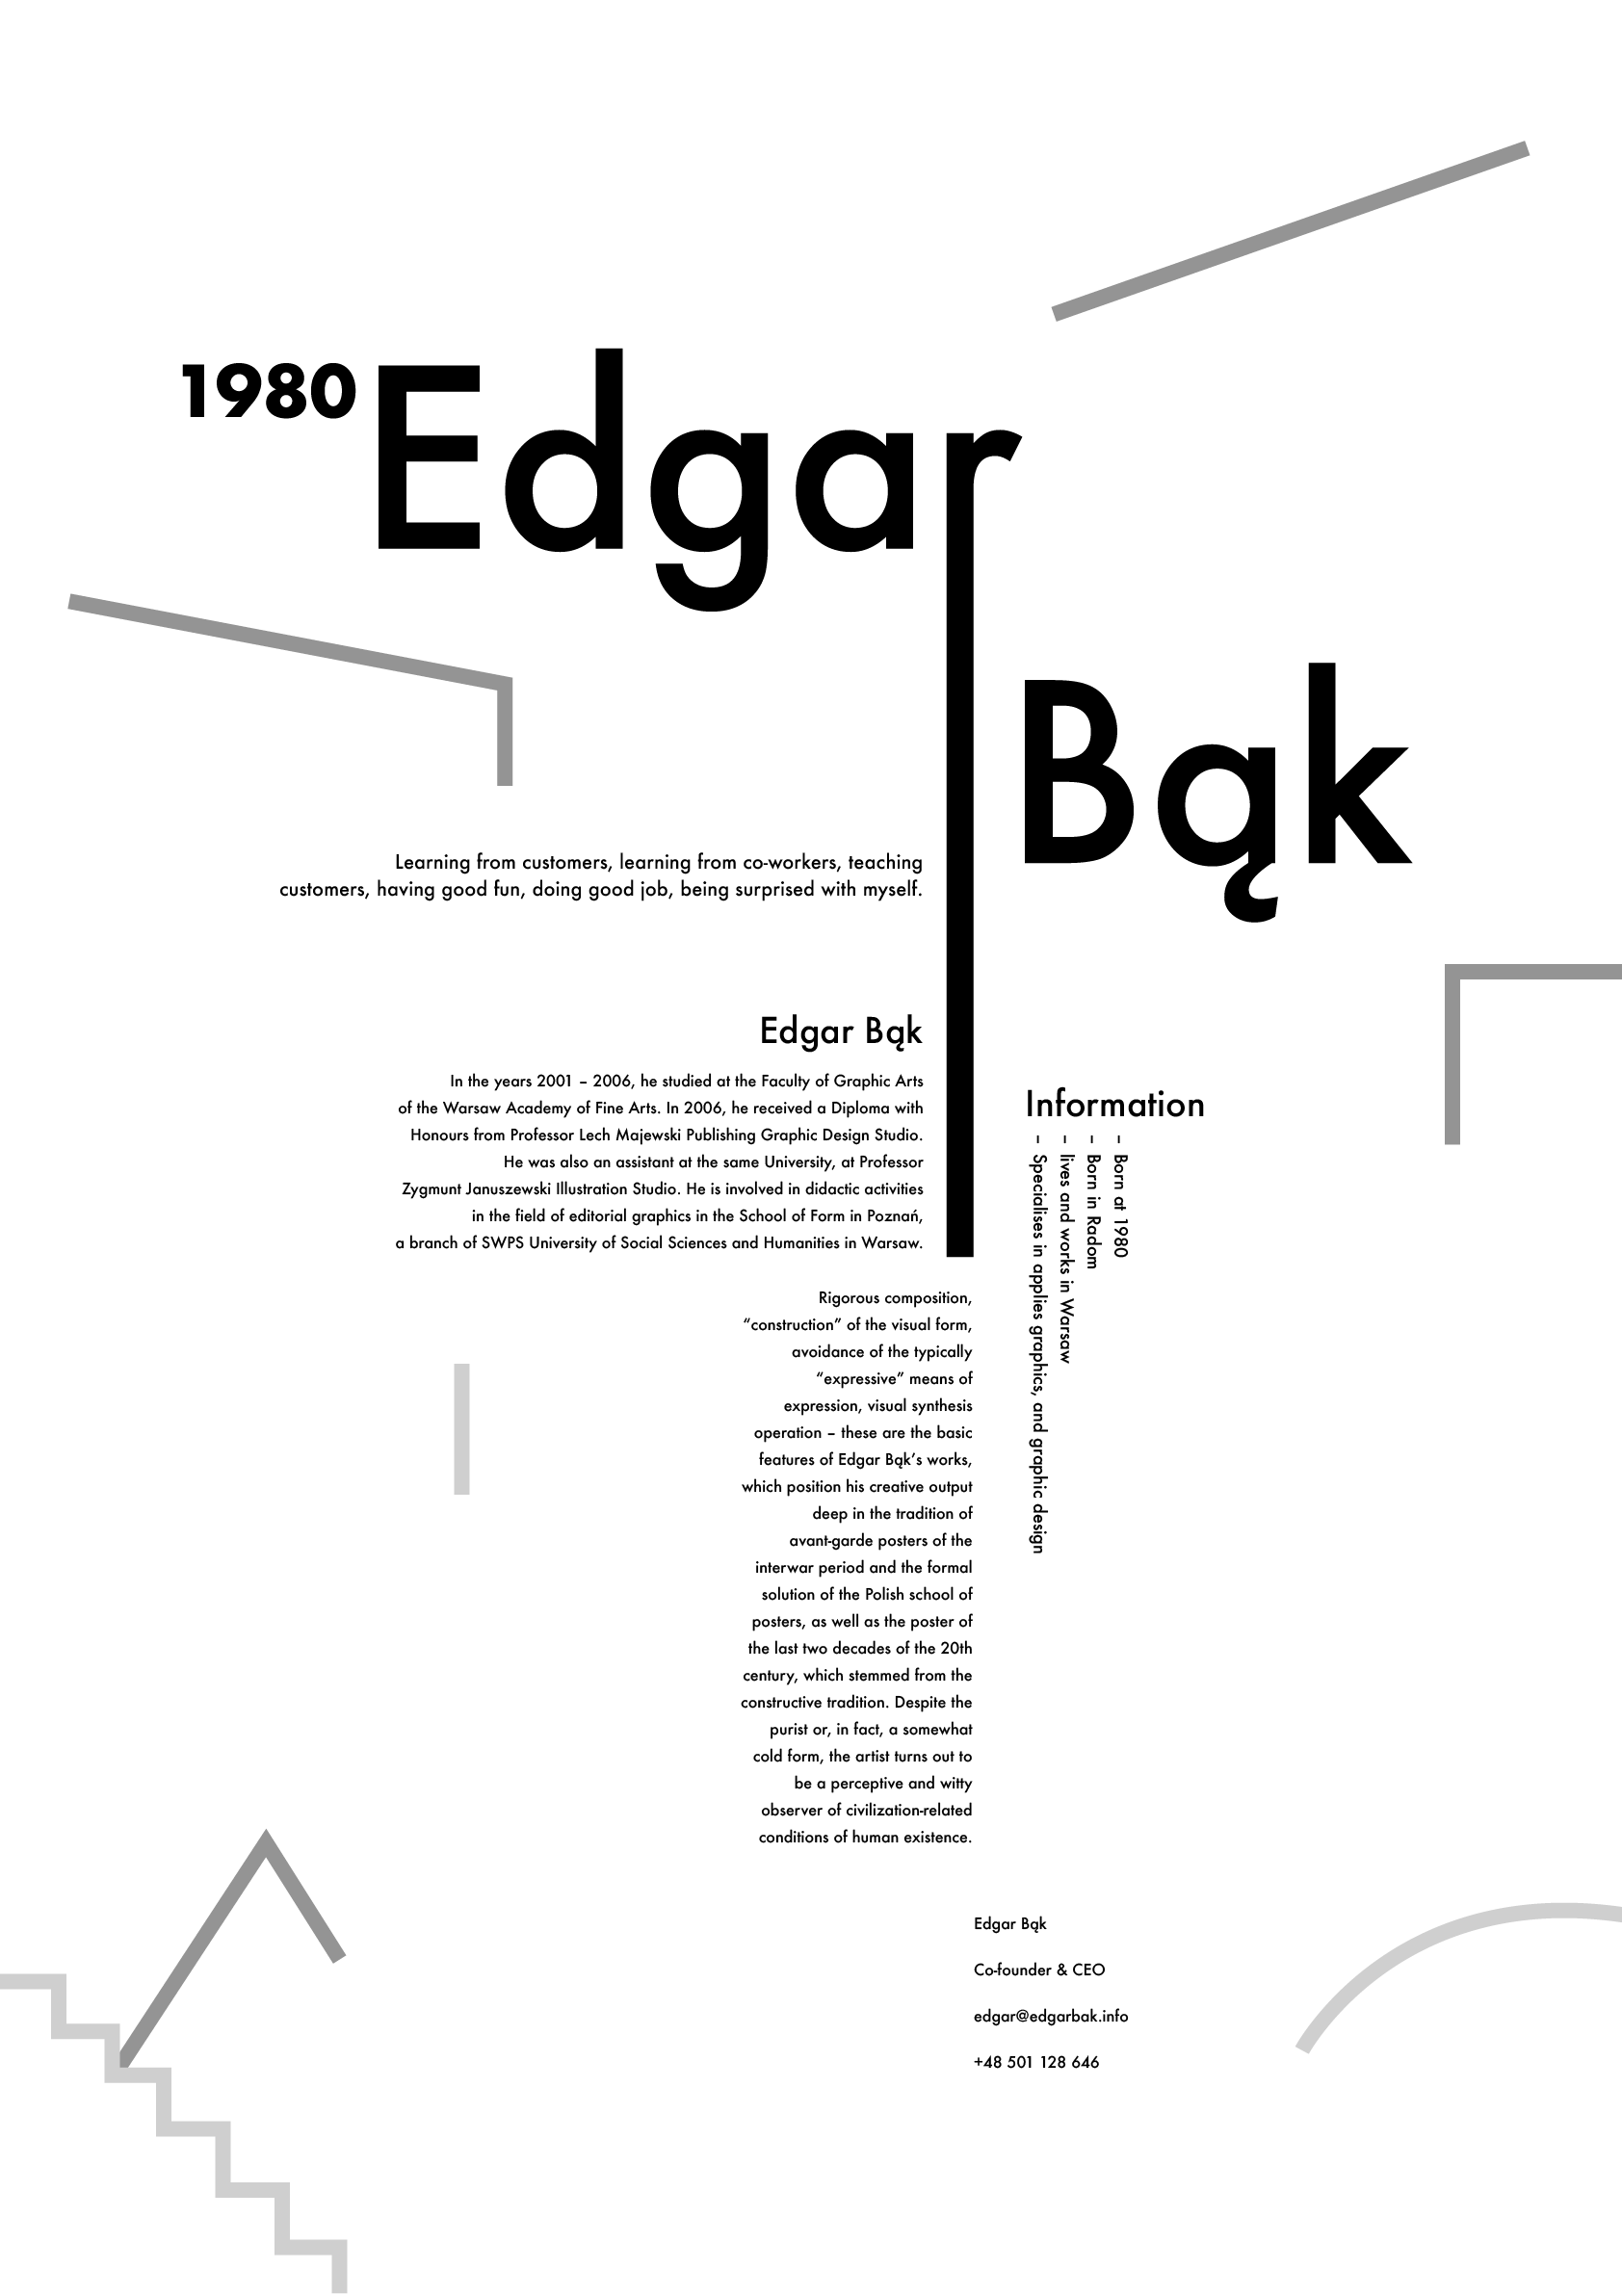 1980
Edgar
Bąk
Learning from customers, learning from co-workers, teaching
customers, having good fun, doing good job, being surprised with myself.
Edgar Bąk
In the years 2001 – 2006, he studied at the Faculty of Graphic Arts
of the Warsaw Academy of Fine Arts. In 2006, he received a Diploma with
Honours from Professor Lech Majewski Publishing Graphic Design Studio.
He was also an assistant at the same University, at Professor
Zygmunt Januszewski Illustration Studio. He is involved in didactic activities
in the field of editorial graphics in the School of Form in Poznań,
a branch of SWPS University of Social Sciences and Humanities in Warsaw.
Information
– Born at 1980
– Born in Radom
– lives and works in Warsaw
– Specialises in applies graphics, and graphic design
Rigorous composition,
“construction” of the visual form,
avoidance of the typically
“expressive” means of
expression, visual synthesis
operation – these are the basic
features of Edgar Bąk’s works,
which position his creative output
deep in the tradition of
avant-garde posters of the
interwar period and the formal
solution of the Polish school of
posters, as well as the poster of
the last two decades of the 20th
century, which stemmed from the
constructive tradition. Despite the
purist or, in fact, a somewhat
cold form, the artist turns out to
be a perceptive and witty
observer of civilization-related
conditions of human existence.
Edgar Bąk
Co-founder & CEO
edgar@edgarbak.info
+48 501 128 646